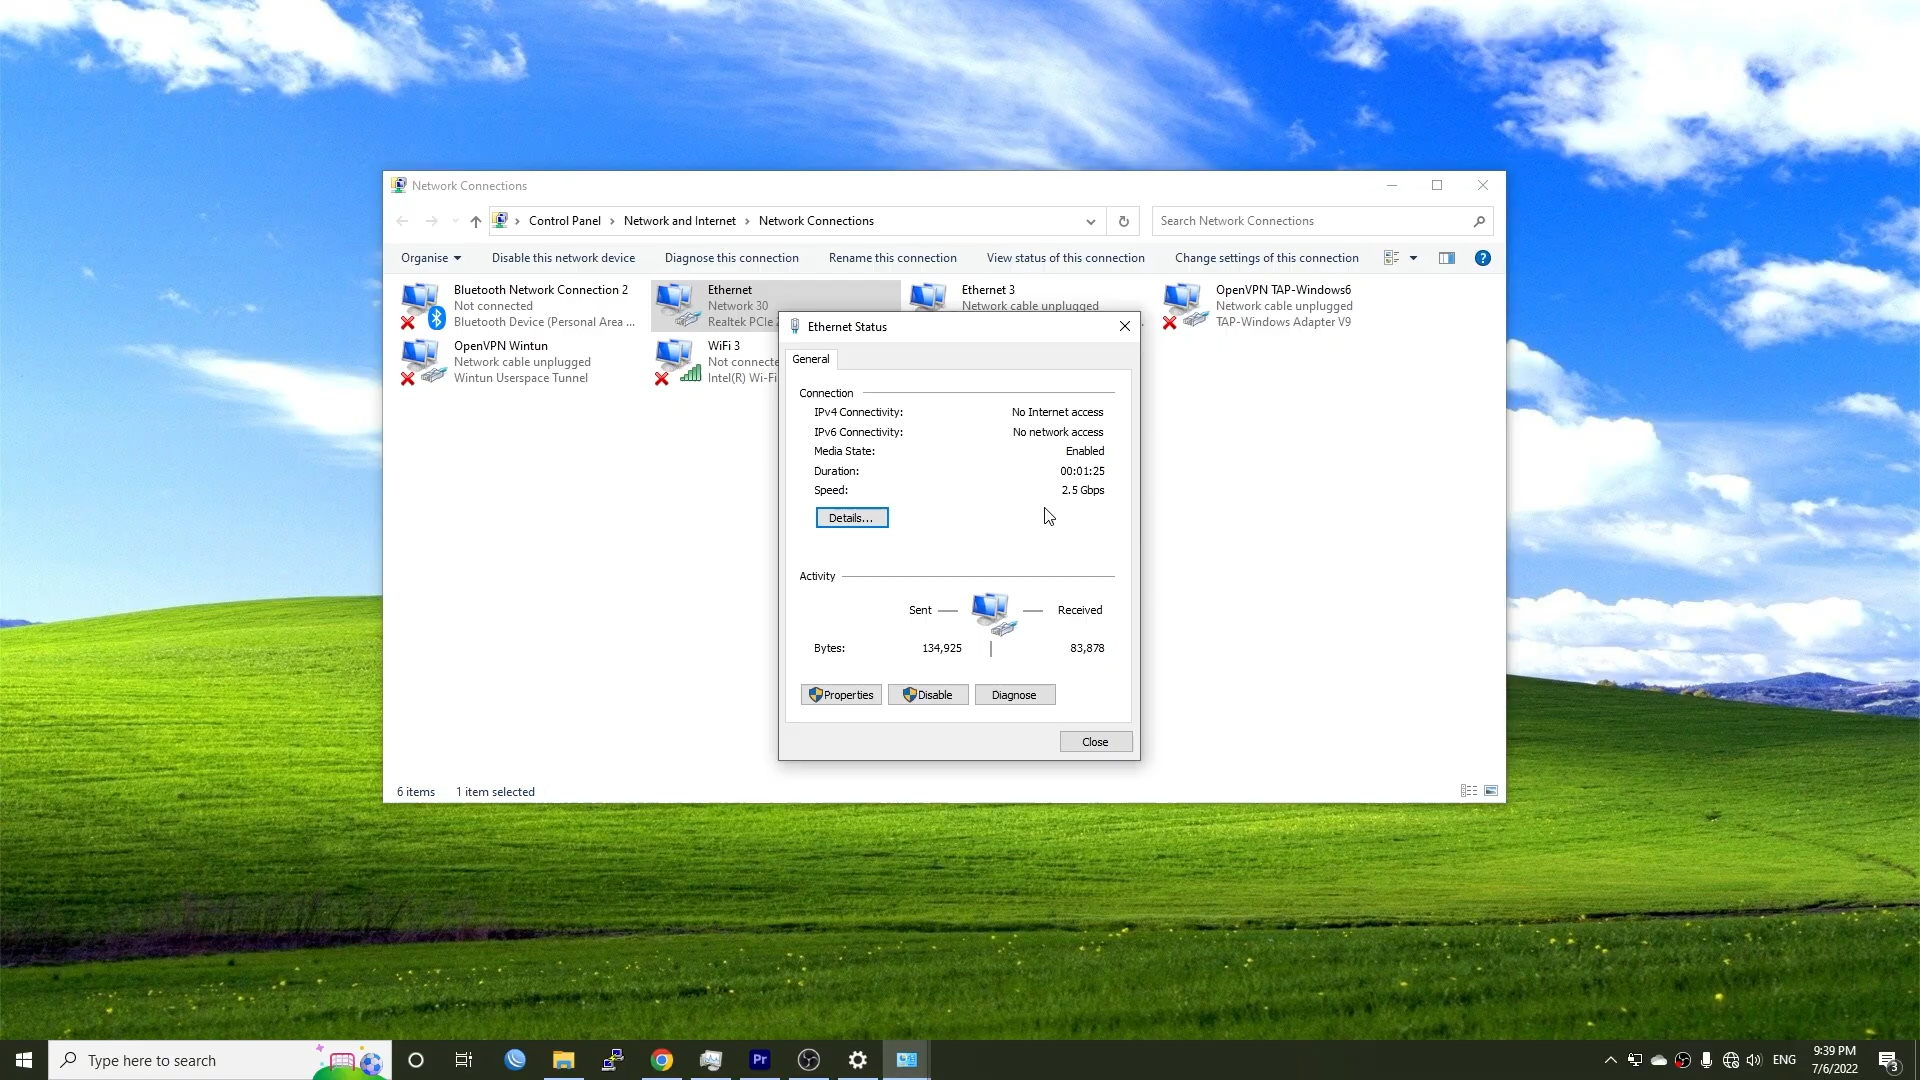 Network Connections
Control Panel > Network and Internet > Network Connections
Search Network Connections
Organise
Disable this network device
Diagnose this connection
Rename this connection
View status of this connection
Change settings of this connection
Bluetooth Network Connection 2
Not connected
Bluetooth Device (Personal Area ...
Ethernet
Network 30
Realtek PCIe
Ethernet 3
Network cable unplugged
OpenVPN TAP-Windows6
Network cable unplugged
TAP-Windows Adapter V9
OpenVPN Wintun
Network cable unplugged
Wintun Userspace Tunnel
WiFi 3
Not connecte
Intel(R) Wi-Fi
Ethernet Status
General
Connection
IPv4 Connectivity: No Internet access
IPv6 Connectivity: No network access
Media State: Enabled
Duration: 00:01:25
Speed: 2.5 Gbps
Details...
Activity
Sent — — Received
Bytes: 134,925 | 83,878
Properties
Disable
Diagnose
Close
6 items
1 item selected
Type here to search
Pr
ENG
9:39 PM
7/6/2022
3